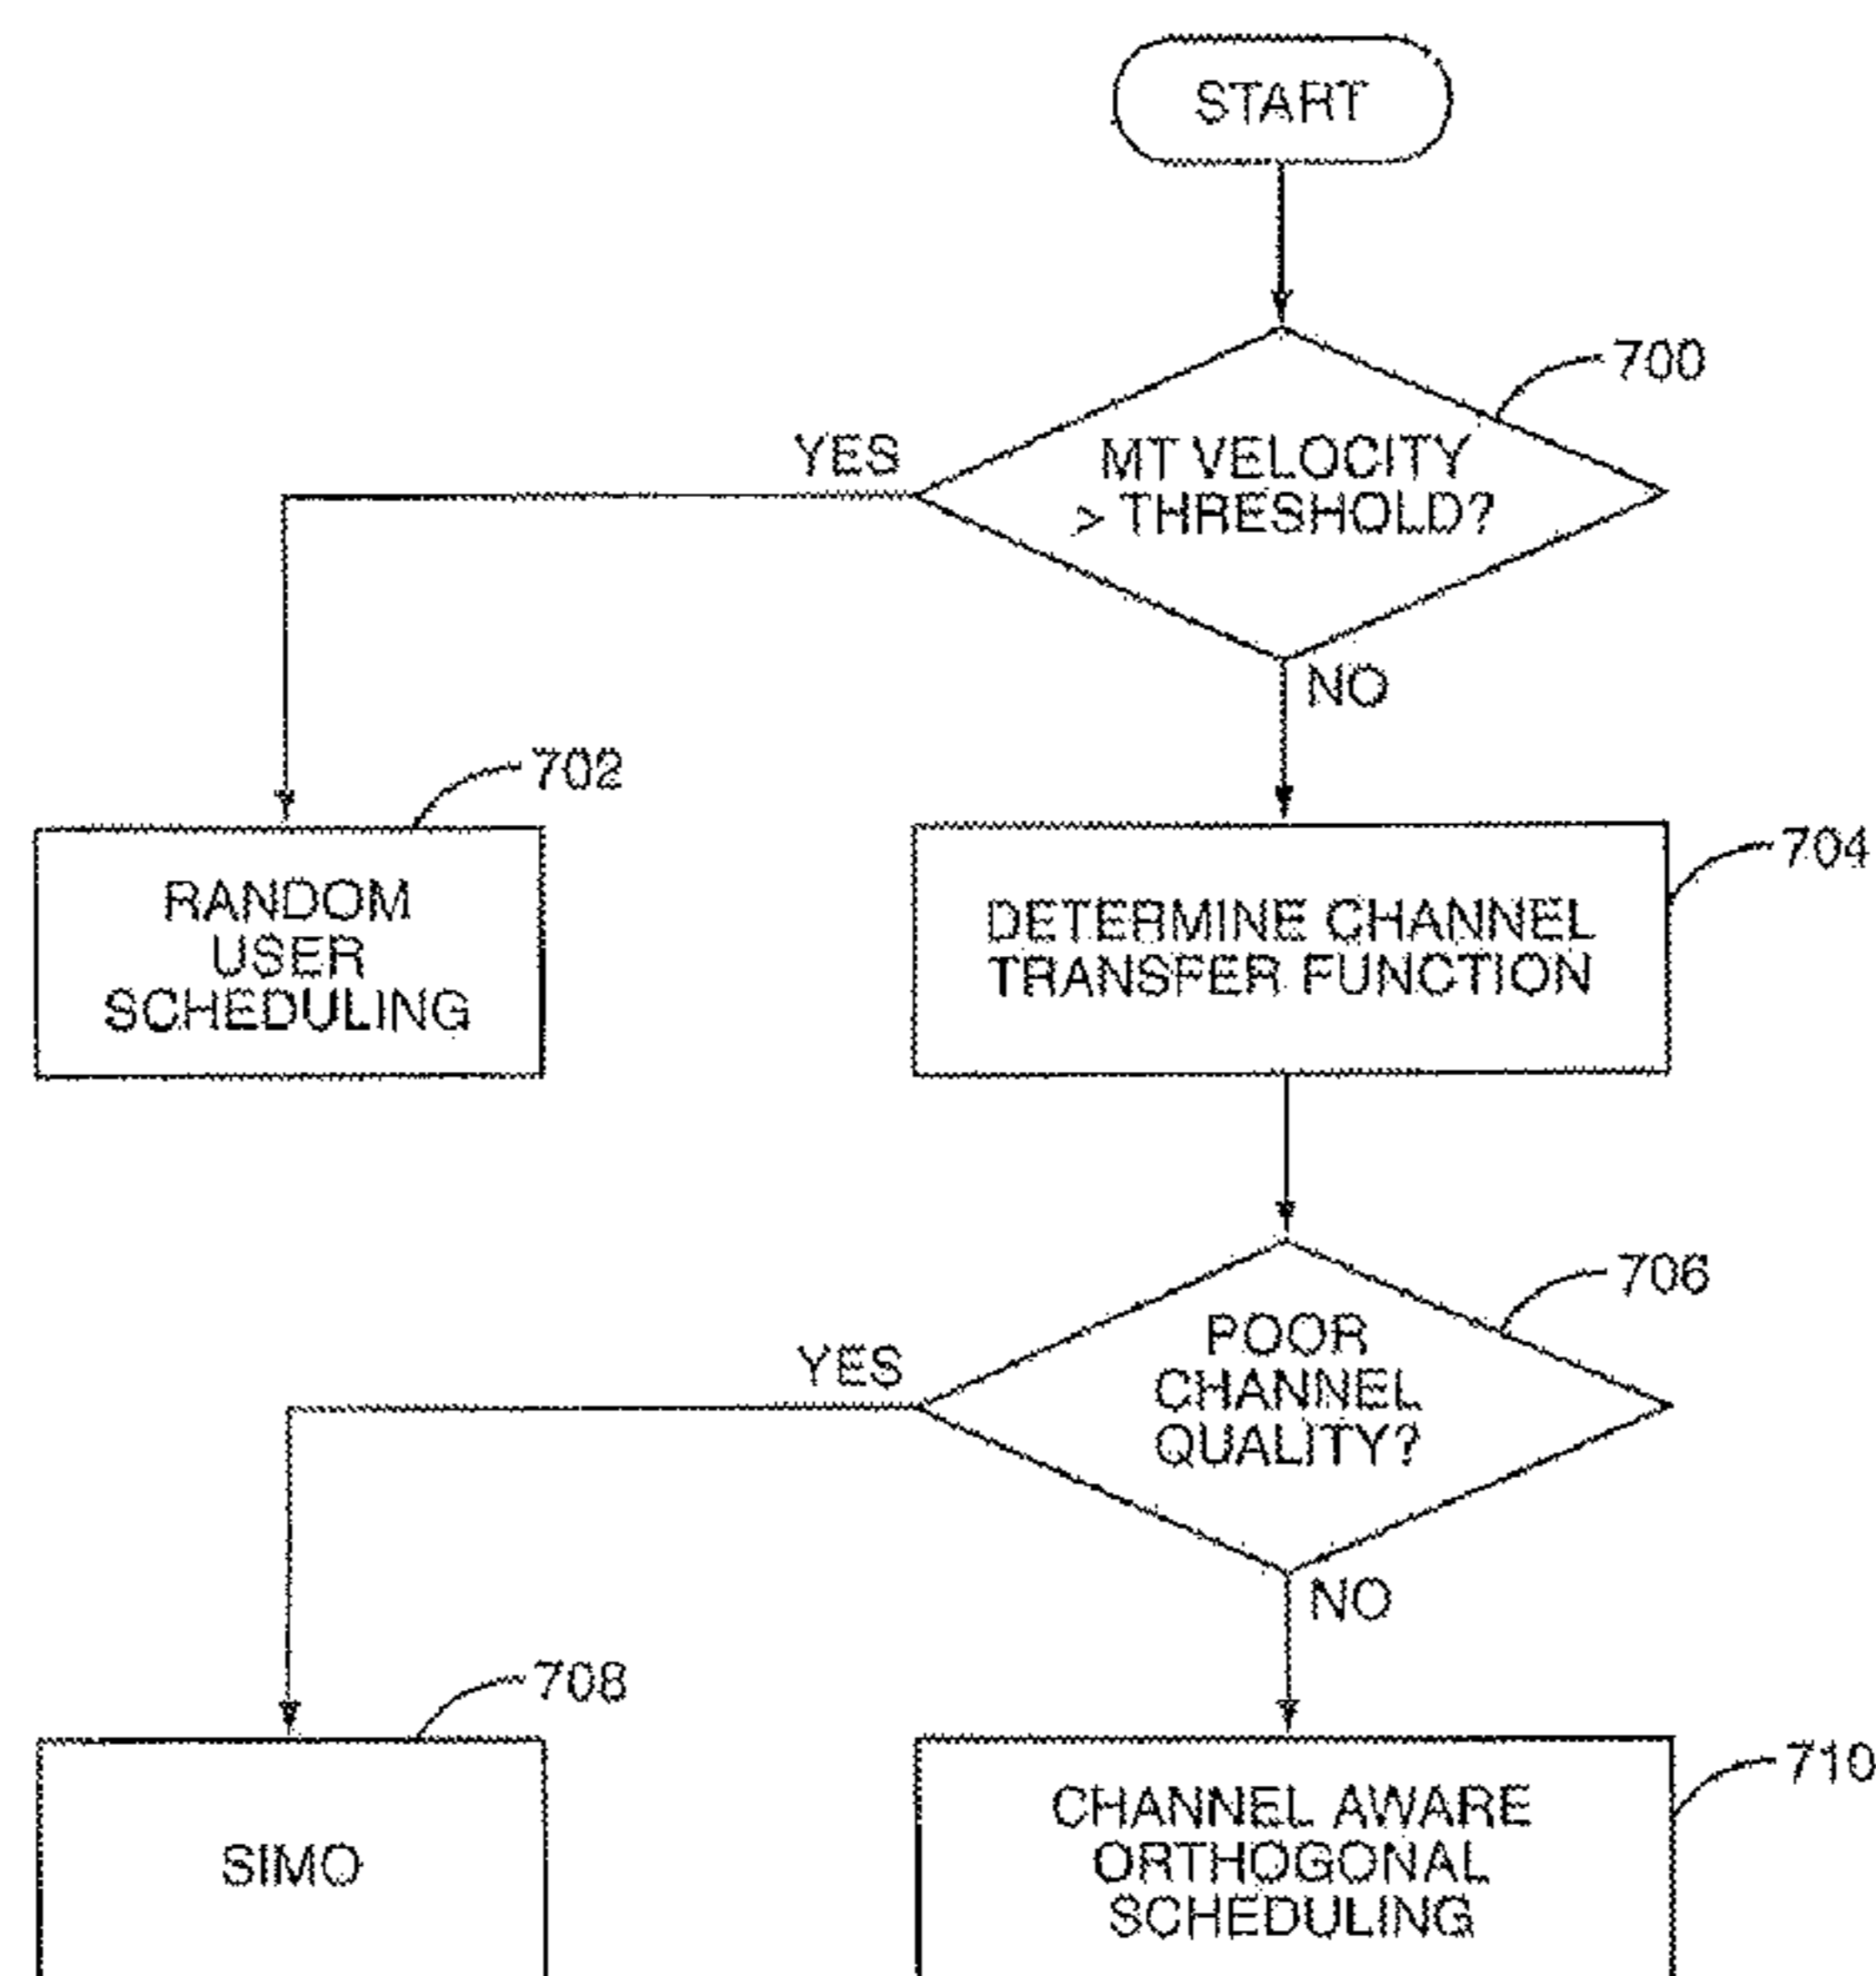 START
700
MT VELOCITY
> THRESHOLD?
YES
NO
702
RANDOM
USER
SCHEDULING
704
DETERMINE CHANNEL
TRANSFER FUNCTION
706
POOR
CHANNEL
QUALITY?
YES
NO
708
SIMO
710
CHANNEL AWARE
ORTHOGONAL
SCHEDULING